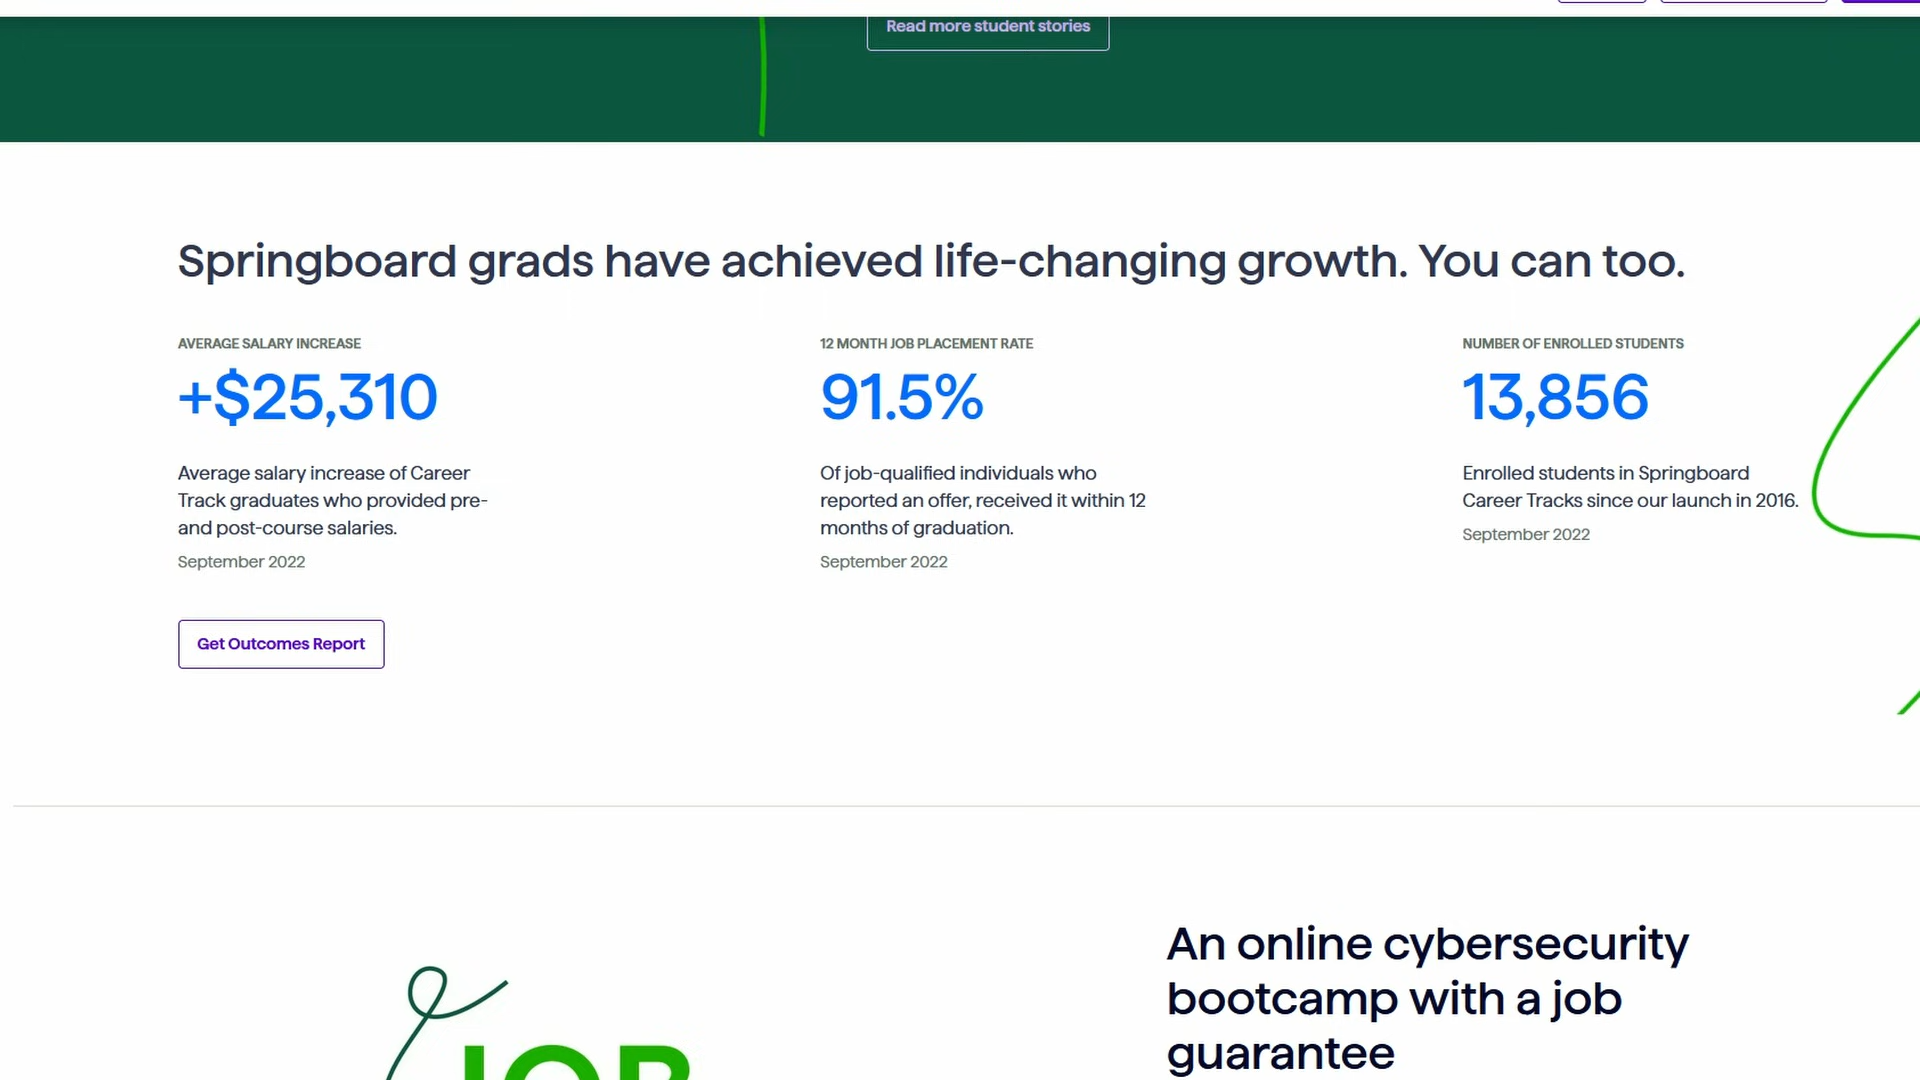 Read more student stories
Springboard grads have achieved life-changing growth. You can too.
AVERAGE SALARY INCREASE
+$25,310
Average salary increase of Career
Track graduates who provided pre-
and post-course salaries.
September 2022
Get Outcomes Report
12 MONTH JOB PLACEMENT RATE
91.5%
Of job-qualified individuals who
reported an offer, received it within 12
months of graduation.
September 2022
NUMBER OF ENROLLED STUDENTS
13,856
Enrolled students in Springboard
Career Tracks since our launch in 2016.
September 2022
JOB
An online cybersecurity
bootcamp with a job
guarantee